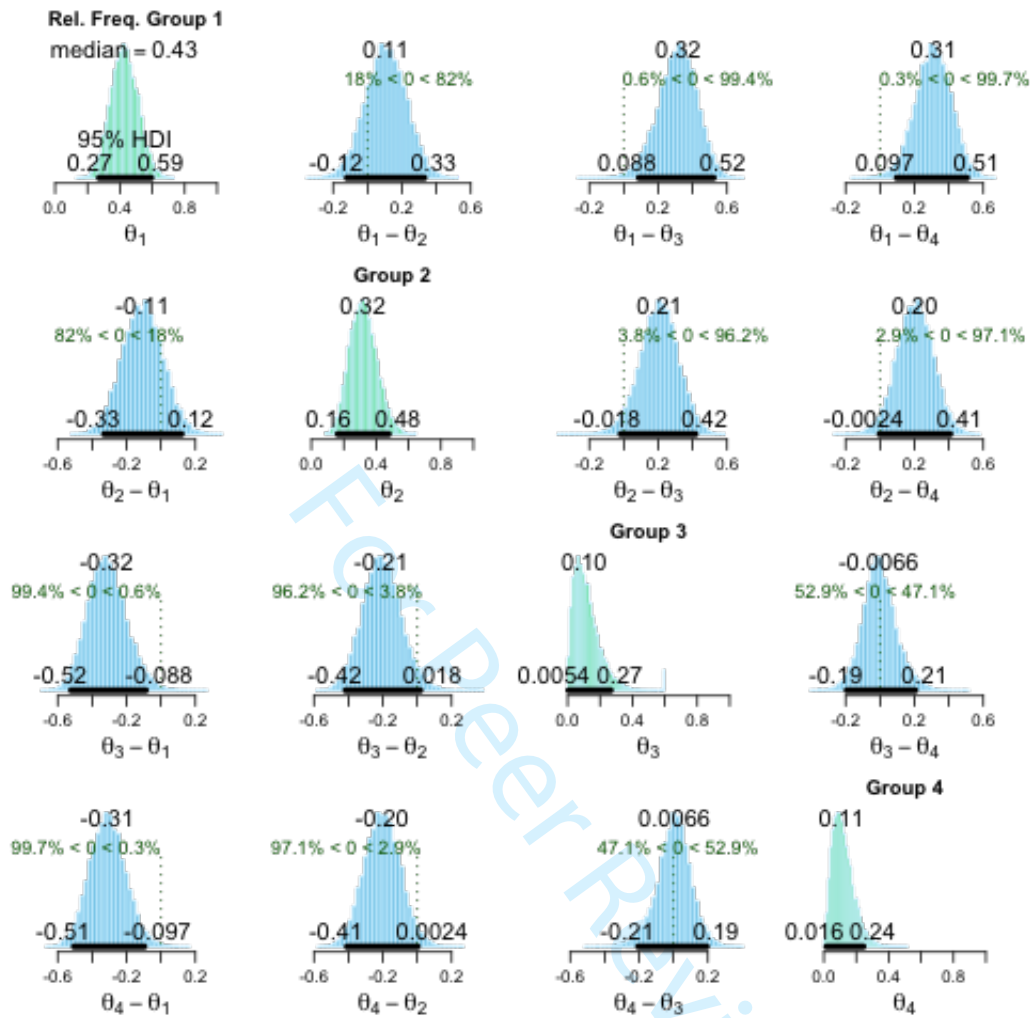 Rel. Freq. Group 1
median = 0.43
0.11
0.32
0.31
18% < 0 < 82%
0.6% < 0 < 99.4%
0.3% < 0 < 99.7%
95% HDI
0.27 0.59
-0.12 0.33
0.088 0.52
0.097 0.51
0.0 0.4 0.8
-0.2 0.2 0.6
-0.2 0.2 0.6
-0.2 0.2 0.6
θ1
θ1 − θ2
θ1 − θ3
θ1 − θ4
Group 2
-0.11
0.32
0.21
0.20
82% < 0 < 18%
3.8% < 0 < 96.2%
2.9% < 0 < 97.1%
-0.33 0.12
0.16 0.48
-0.018 0.42
-0.0024 0.41
-0.6 -0.2 0.2
0.0 0.4 0.8
-0.2 0.2 0.6
-0.2 0.2 0.6
θ2 − θ1
θ2
θ2 − θ3
θ2 − θ4
Group 3
-0.32
-0.21
0.10
-0.0066
99.4% < 0 < 0.6%
96.2% < 0 < 3.8%
52.9% < 0 < 47.1%
-0.52 -0.088
-0.42 0.018
0.0054 0.27
-0.19 0.21
-0.6 -0.2 0.2
-0.6 -0.2 0.2
0.0 0.4 0.8
-0.2 0.2 0.6
θ3 − θ1
θ3 − θ2
θ3
θ3 − θ4
Group 4
-0.31
-0.20
0.0066
0.11
99.7% < 0 < 0.3%
97.1% < 0 < 2.9%
47.1% < 0 < 52.9%
-0.51 -0.097
-0.41 0.0024
-0.21 0.19
0.016 0.24
-0.6 -0.2 0.2
-0.6 -0.2 0.2
-0.6 -0.2 0.2
0.0 0.4 0.8
θ4 − θ1
θ4 − θ2
θ4 − θ3
θ4
For Peer Revi